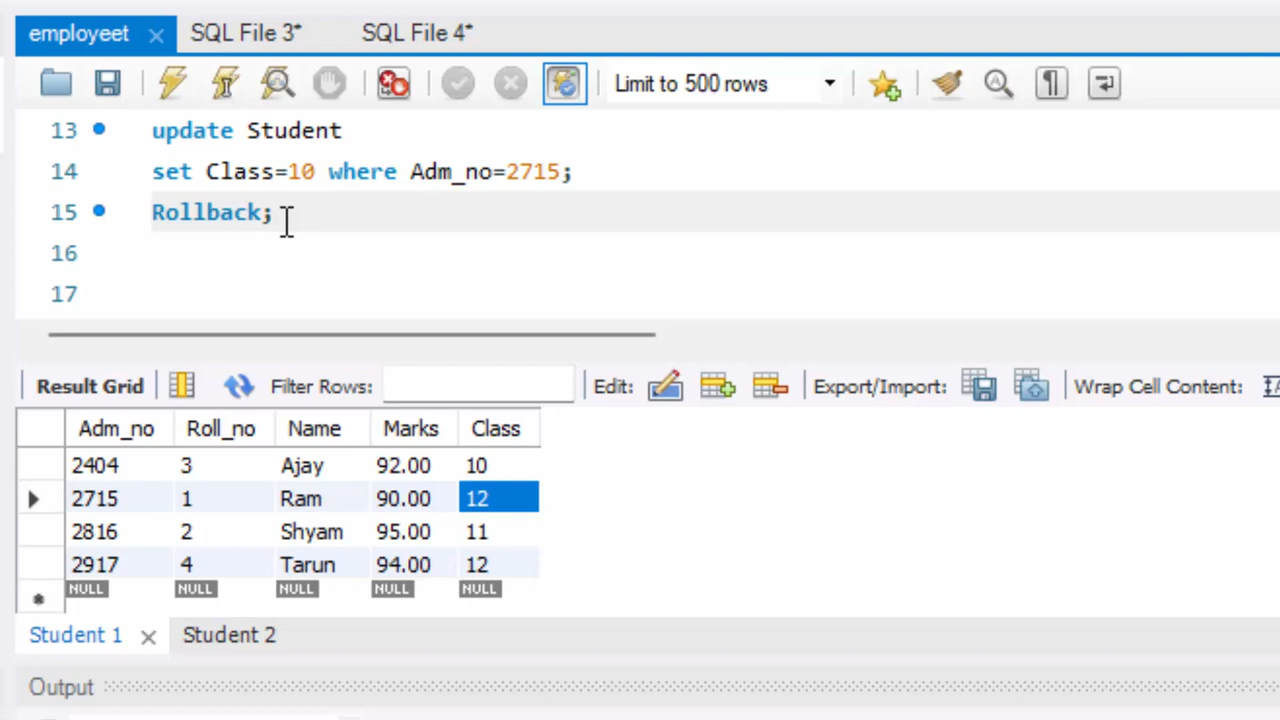 employeet SQL File 3* SQL File 4*
Limit to 500 rows
13 update Student
14 set Class=10 where Adm_no=2715;
15 Rollback;
16
17
Result Grid Filter Rows: Edit: Export/Import: Wrap Cell Content:
Adm_no Roll_no Name Marks Class
2404 3 Ajay 92.00 10
2715 1 Ram 90.00 12
2816 2 Shyam 95.00 11
2917 4 Tarun 94.00 12
NULL NULL NULL NULL NULL
Student 1 Student 2
Output